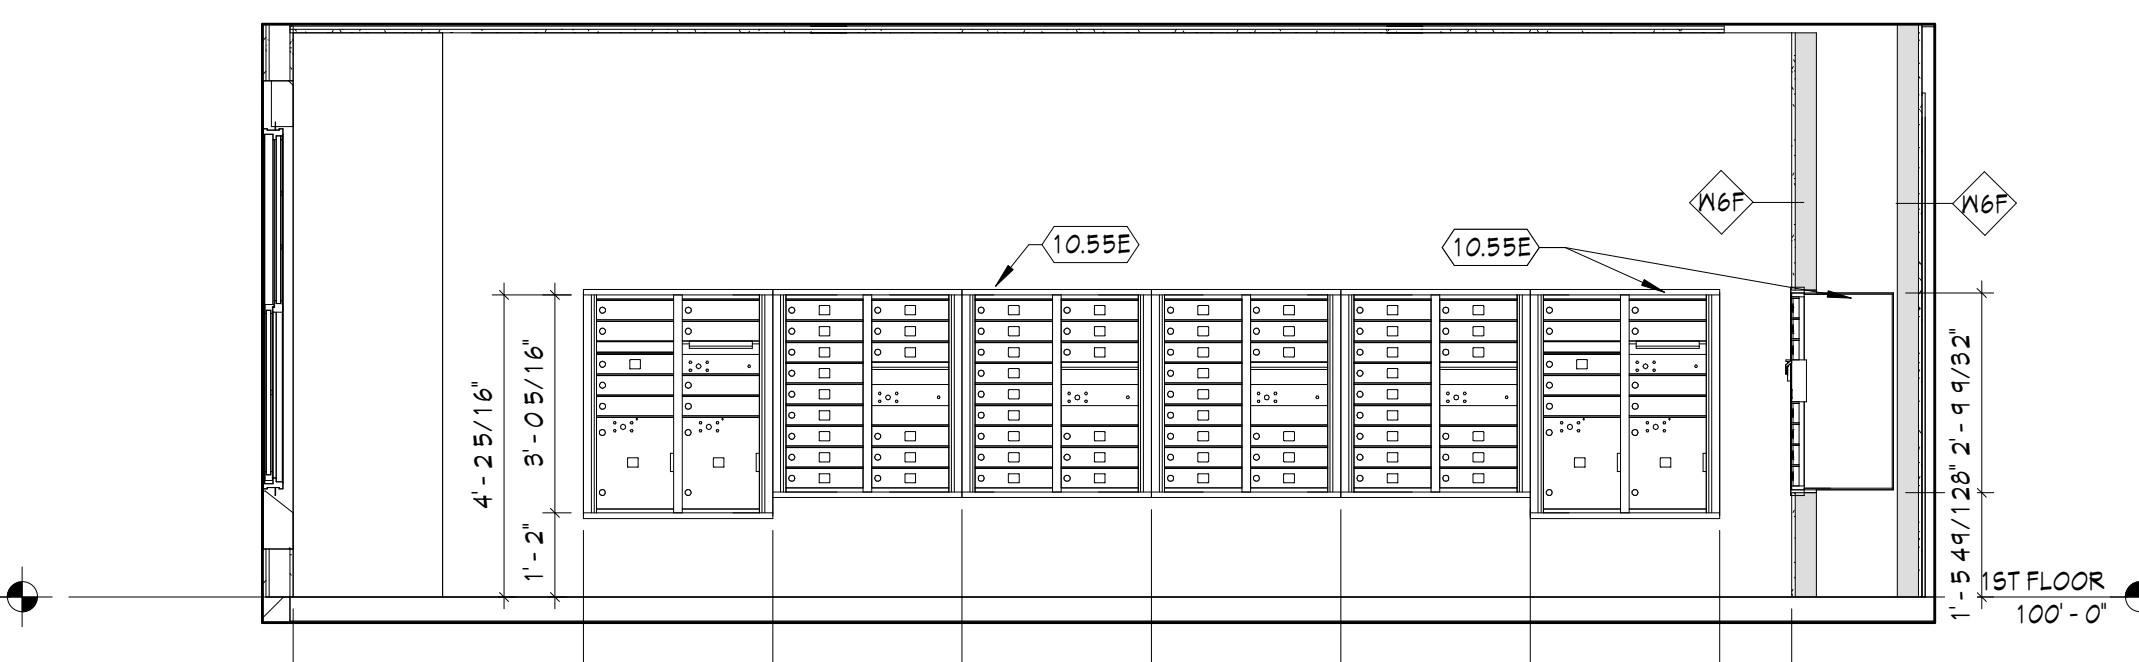 W6F
W6F
10.55E
10.55E
4'-2 5/16"
3'-0 5/16"
1'-2"
2'-9 9/32"
1'-5 49/128"
1ST FLOOR
100'-0"